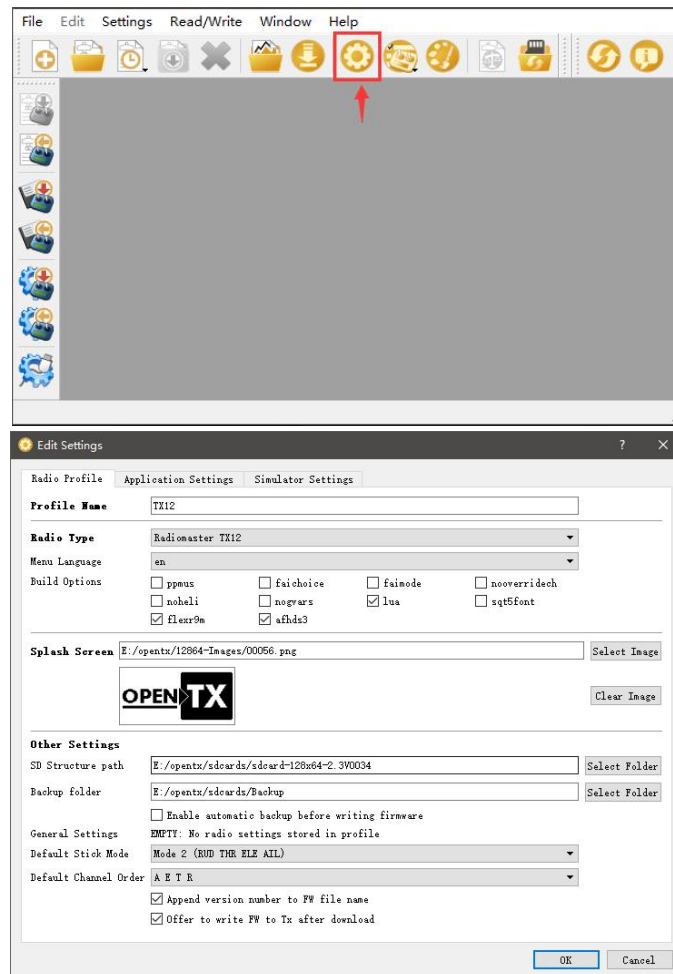 File Edit Settings Read/Write Window Help
Edit Settings ? ✕
Radio Profile Application Settings Simulator Settings
Profile Name TX12
Radio Type Radiomaster TX12
Menu Language en
Build Options ppmus faichoice faimode nooverridech
noheli nogvars lua sqt5font
flexr9m afhds3
Splash Screen E:/opentx/12864-Images/00056.png Select Image
OPENTX Clear Image
Other Settings
SD Structure path E:/opentx/sdcards/sdcard-128x64-2.3V0034 Select Folder
Backup folder E:/opentx/sdcards/Backup Select Folder
Enable automatic backup before writing firmware
General Settings EMPTY: No radio settings stored in profile
Default Stick Mode Mode 2 (RUD THR ELE AIL)
Default Channel Order A E T R
Append version number to FW file name
Offer to write FW to Tx after download
OK Cancel